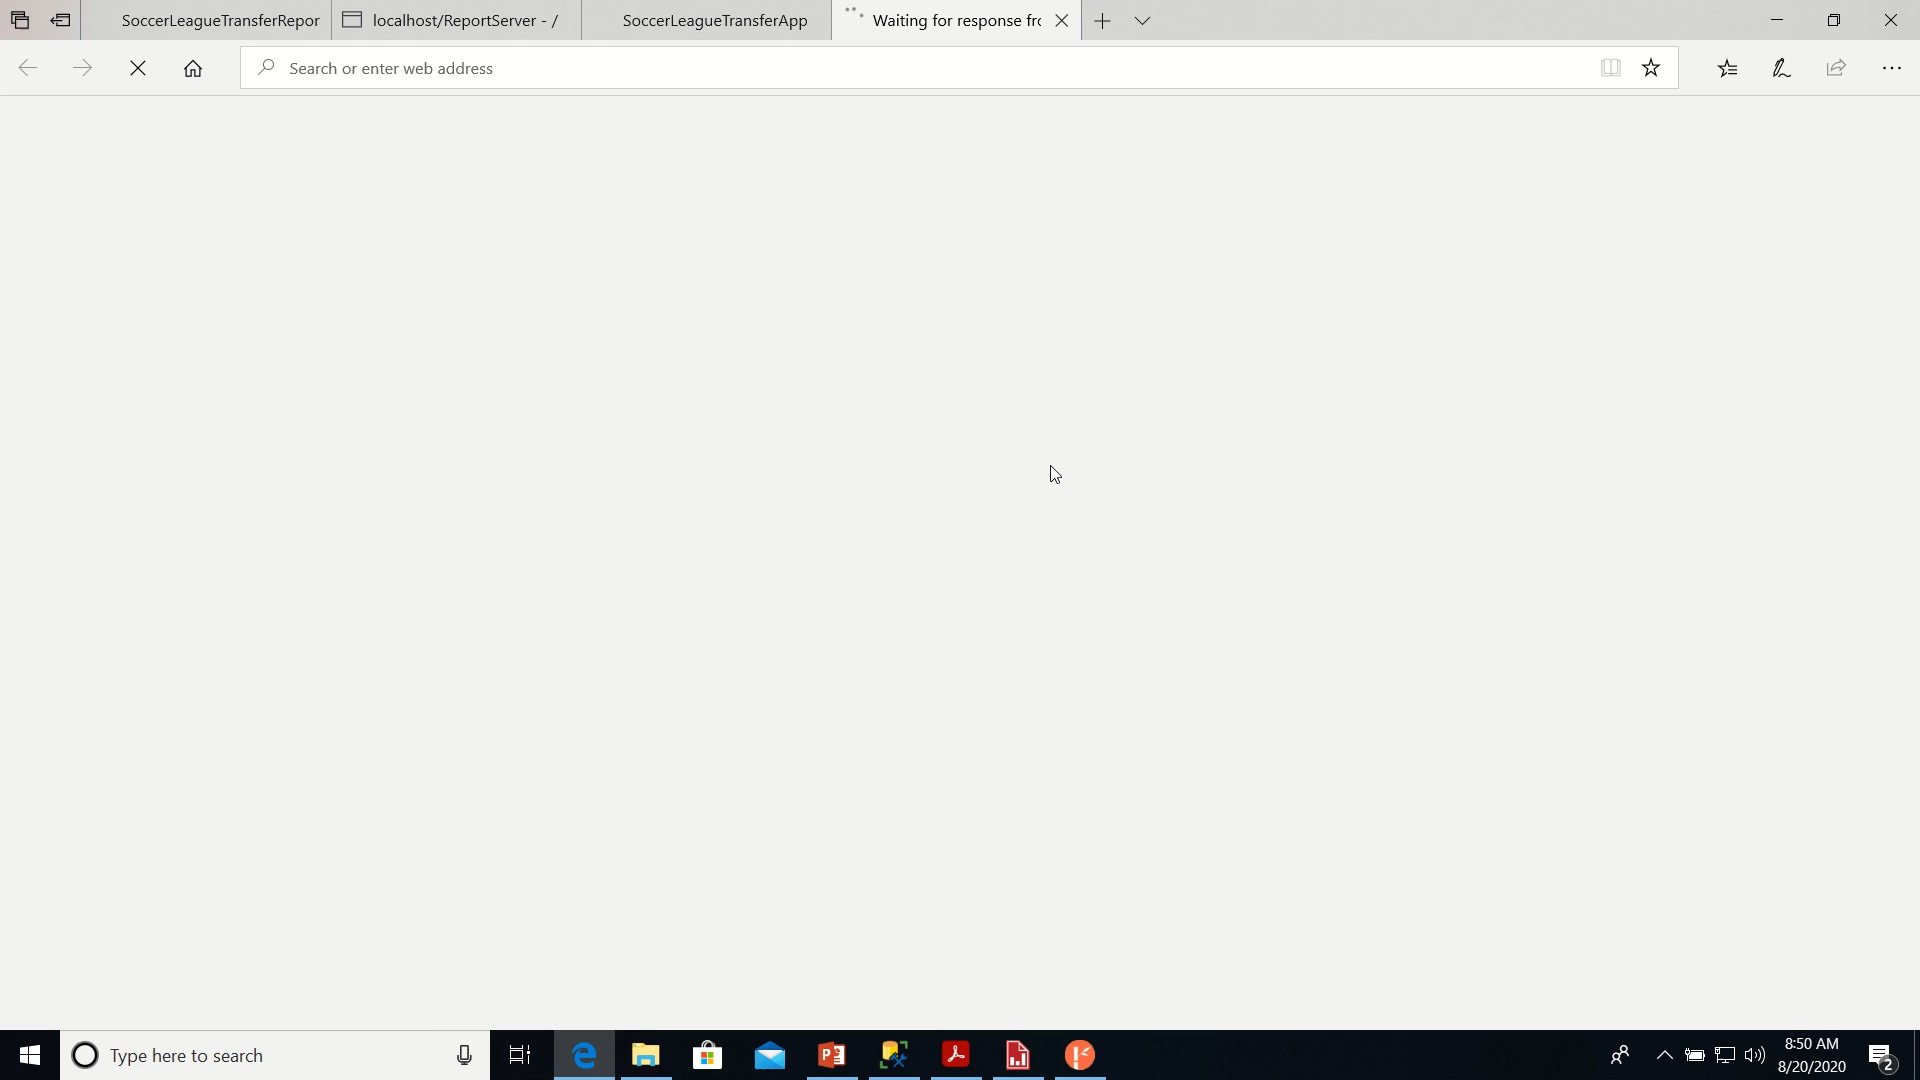 SoccerLeagueTransferRepor
localhost/ReportServer - /
SoccerLeagueTransferApp
Waiting for response fr
Search or enter web address
Type here to search
8:50 AM
8/20/2020
2